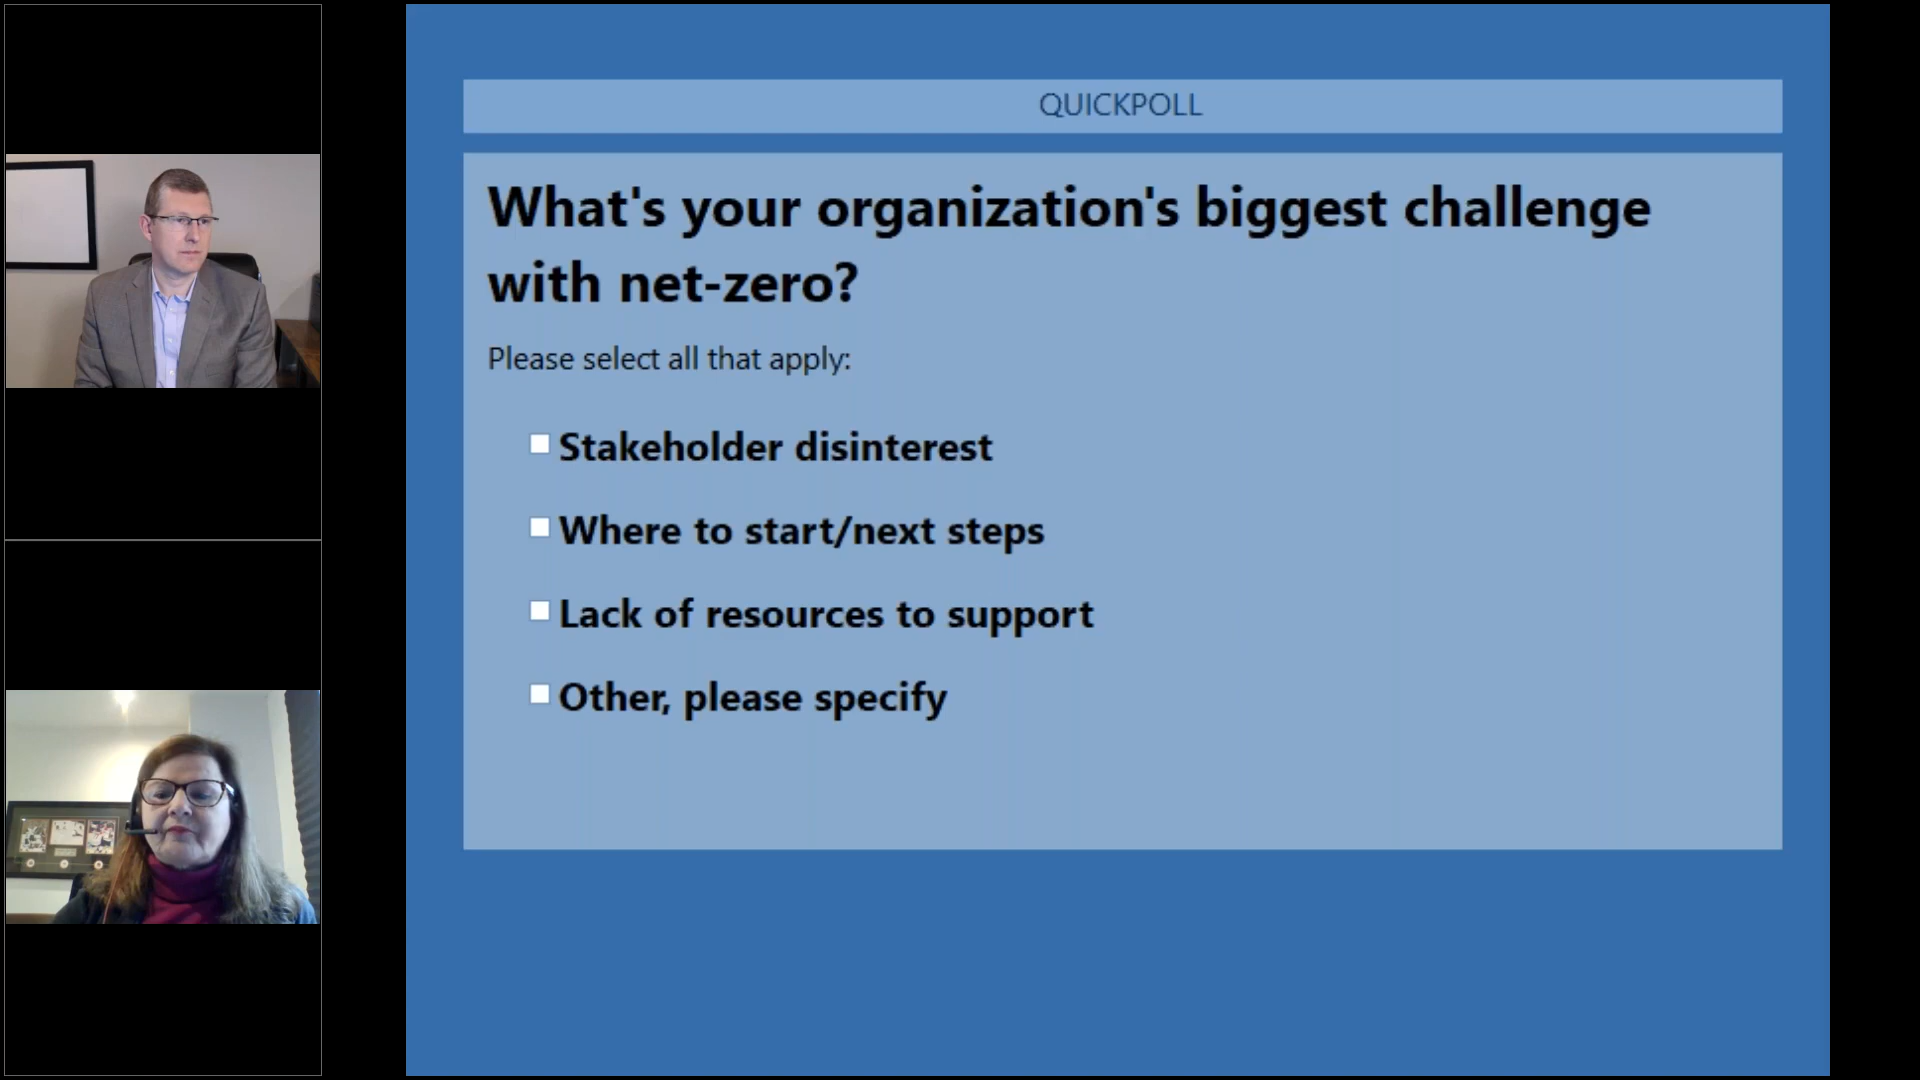 QUICKPOLL
What's your organization's biggest challenge
with net-zero?
Please select all that apply:
Stakeholder disinterest
Where to start/next steps
Lack of resources to support
Other, please specify